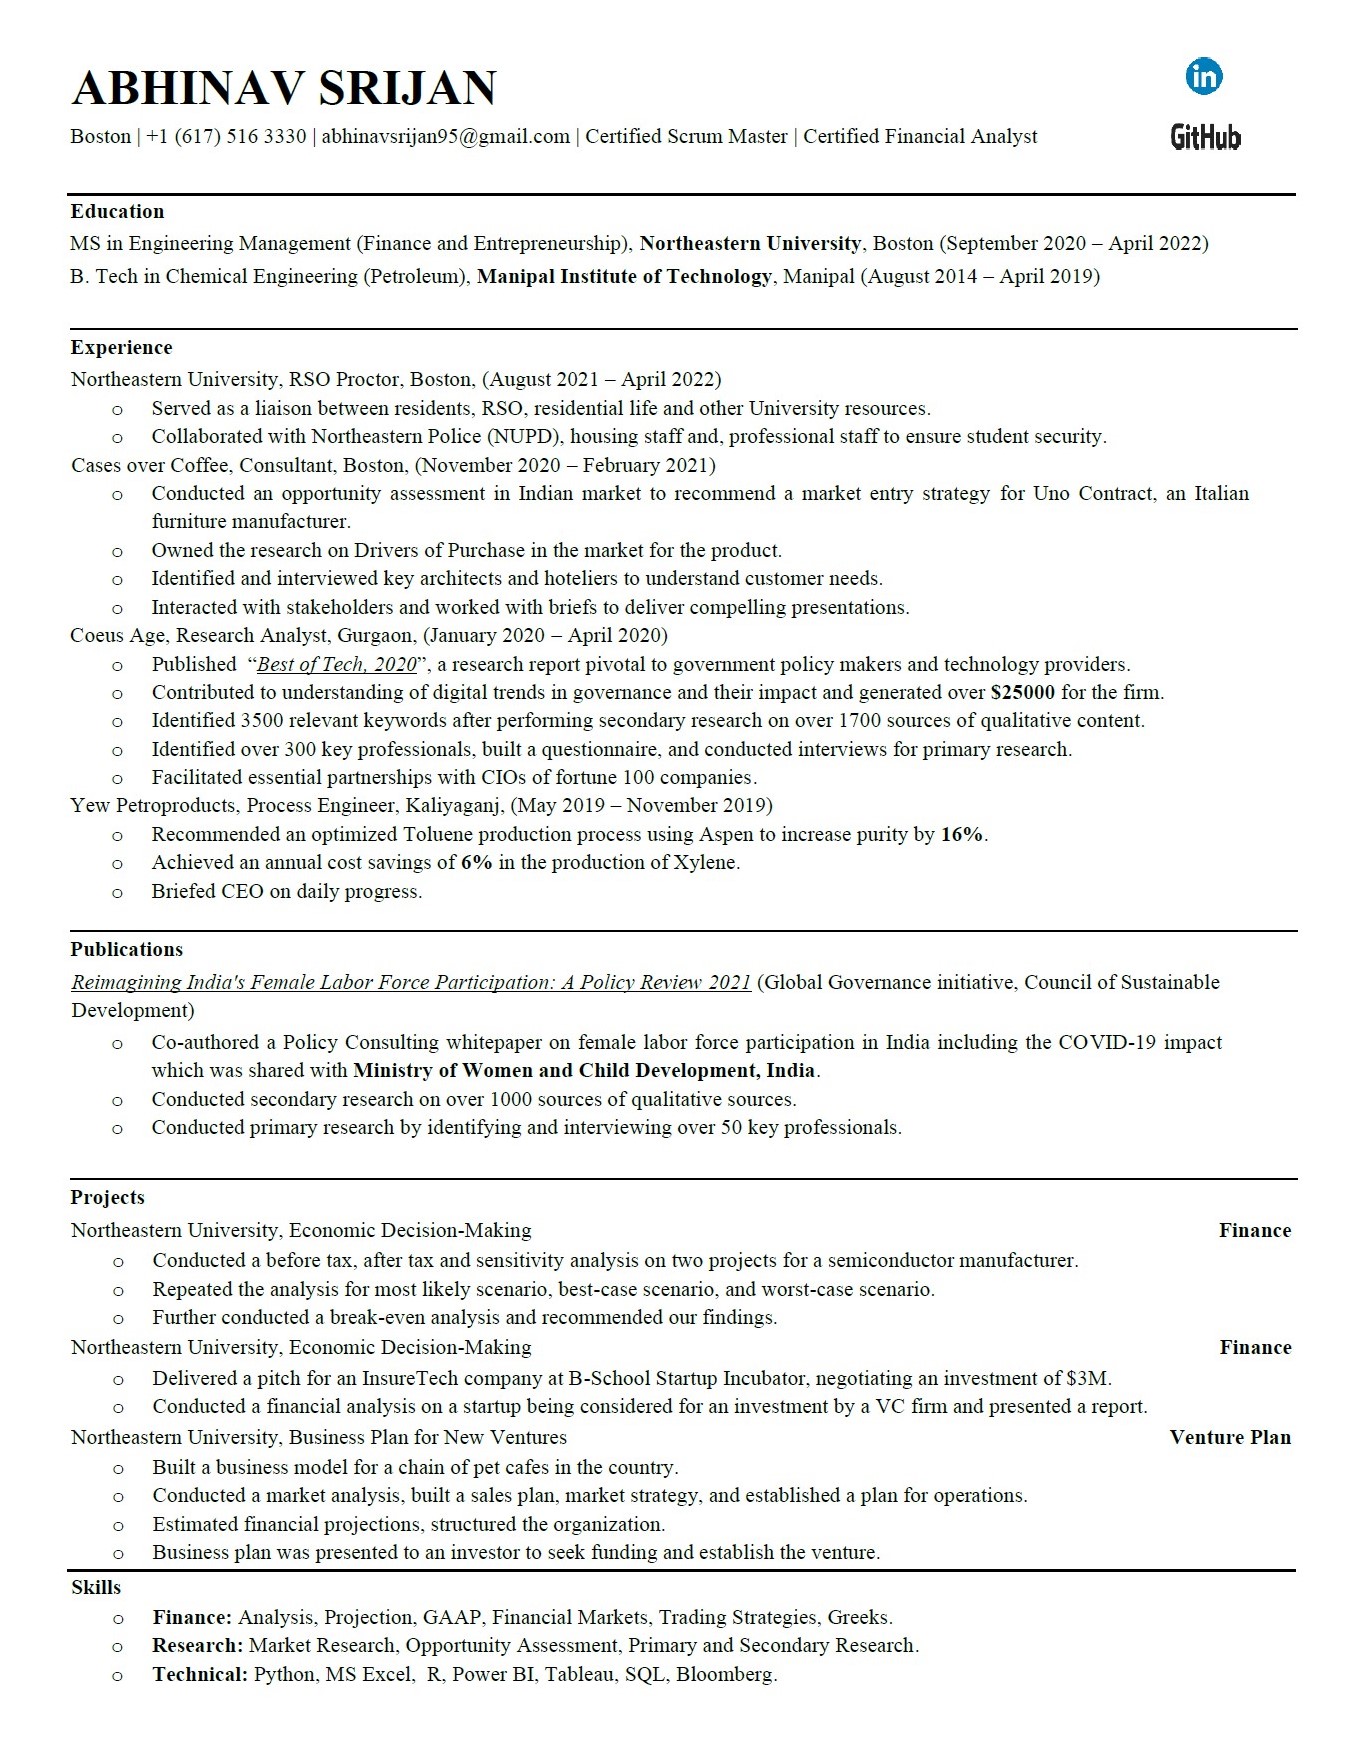 ABHINAV SRIJAN
in
Boston | +1 (617) 516 3330 | abhinavsrijan95@gmail.com | Certified Scrum Master | Certified Financial Analyst
GitHub
Education
MS in Engineering Management (Finance and Entrepreneurship), Northeastern University, Boston (September 2020 – April 2022)
B. Tech in Chemical Engineering (Petroleum), Manipal Institute of Technology, Manipal (August 2014 – April 2019)
Experience
Northeastern University, RSO Proctor, Boston, (August 2021 – April 2022)
o Served as a liaison between residents, RSO, residential life and other University resources.
o Collaborated with Northeastern Police (NUPD), housing staff and, professional staff to ensure student security.
Cases over Coffee, Consultant, Boston, (November 2020 – February 2021)
o Conducted an opportunity assessment in Indian market to recommend a market entry strategy for Uno Contract, an Italian
furniture manufacturer.
o Owned the research on Drivers of Purchase in the market for the product.
o Identified and interviewed key architects and hoteliers to understand customer needs.
o Interacted with stakeholders and worked with briefs to deliver compelling presentations.
Coeus Age, Research Analyst, Gurgaon, (January 2020 – April 2020)
o Published “Best of Tech, 2020”, a research report pivotal to government policy makers and technology providers.
o Contributed to understanding of digital trends in governance and their impact and generated over $25000 for the firm.
o Identified 3500 relevant keywords after performing secondary research on over 1700 sources of qualitative content.
o Identified over 300 key professionals, built a questionnaire, and conducted interviews for primary research.
o Facilitated essential partnerships with CIOs of fortune 100 companies.
Yew Petroproducts, Process Engineer, Kaliyaganj, (May 2019 – November 2019)
o Recommended an optimized Toluene production process using Aspen to increase purity by 16%.
o Achieved an annual cost savings of 6% in the production of Xylene.
o Briefed CEO on daily progress.
Publications
Reimagining India's Female Labor Force Participation: A Policy Review 2021 (Global Governance initiative, Council of Sustainable
Development)
o Co-authored a Policy Consulting whitepaper on female labor force participation in India including the COVID-19 impact
which was shared with Ministry of Women and Child Development, India.
o Conducted secondary research on over 1000 sources of qualitative sources.
o Conducted primary research by identifying and interviewing over 50 key professionals.
Projects
Northeastern University, Economic Decision-Making Finance
o Conducted a before tax, after tax and sensitivity analysis on two projects for a semiconductor manufacturer.
o Repeated the analysis for most likely scenario, best-case scenario, and worst-case scenario.
o Further conducted a break-even analysis and recommended our findings.
Northeastern University, Economic Decision-Making Finance
o Delivered a pitch for an InsureTech company at B-School Startup Incubator, negotiating an investment of $3M.
o Conducted a financial analysis on a startup being considered for an investment by a VC firm and presented a report.
Northeastern University, Business Plan for New Ventures Venture Plan
o Built a business model for a chain of pet cafes in the country.
o Conducted a market analysis, built a sales plan, market strategy, and established a plan for operations.
o Estimated financial projections, structured the organization.
o Business plan was presented to an investor to seek funding and establish the venture.
Skills
o Finance: Analysis, Projection, GAAP, Financial Markets, Trading Strategies, Greeks.
o Research: Market Research, Opportunity Assessment, Primary and Secondary Research.
o Technical: Python, MS Excel, R, Power BI, Tableau, SQL, Bloomberg.